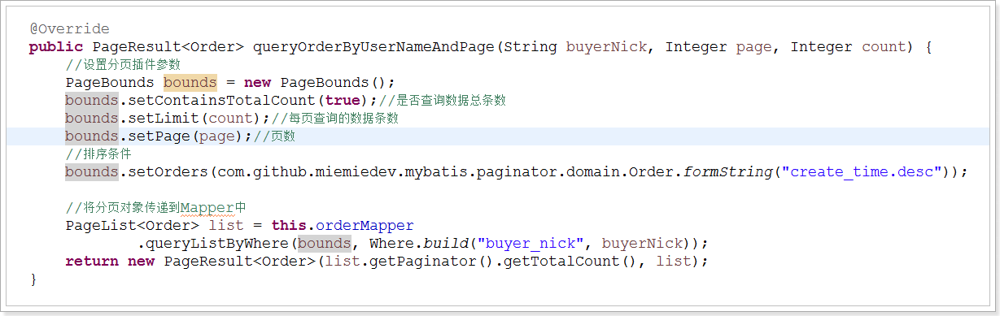 @Override
public PageResult<Order> queryOrderByUserNameAndPage(String buyerNick, Integer page, Integer count) {
    //设置分页插件参数
    PageBounds bounds = new PageBounds();
    bounds.setContainsTotalCount(true);//是否查询数据总条数
    bounds.setLimit(count);//每页查询的数据条数
    bounds.setPage(page);//页数
    //排序条件
    bounds.setOrders(com.github.miemiedev.mybatis.paginator.domain.Order.formString("create_time.desc"));
    //将分页对象传递到Mapper中
    PageList<Order> list = this.orderMapper
            .queryListByWhere(bounds, Where.build("buyer_nick", buyerNick));
    return new PageResult<Order>(list.getPaginator().getTotalCount(), list);
}